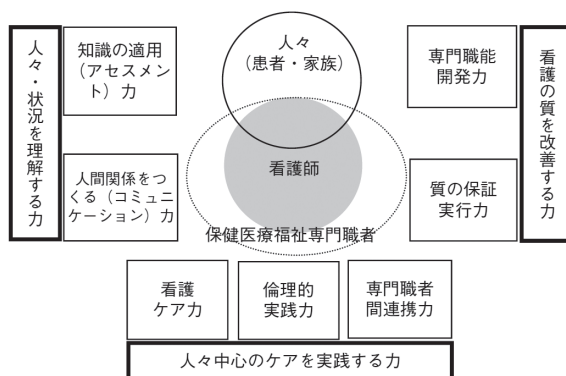 人々・状況を理解する力
知識の適用
（アセスメン
ト）力
人間関係をつ
くる（コミュニ
ケーション）力
人々
（患者・家族）
看護師
保健医療福祉専門職者
専門職能
開発力
質の保証
実行力
看護の質を改善する力
看護
ケア力
倫理的
実践力
専門職者
間連携力
人々中心のケアを実践する力